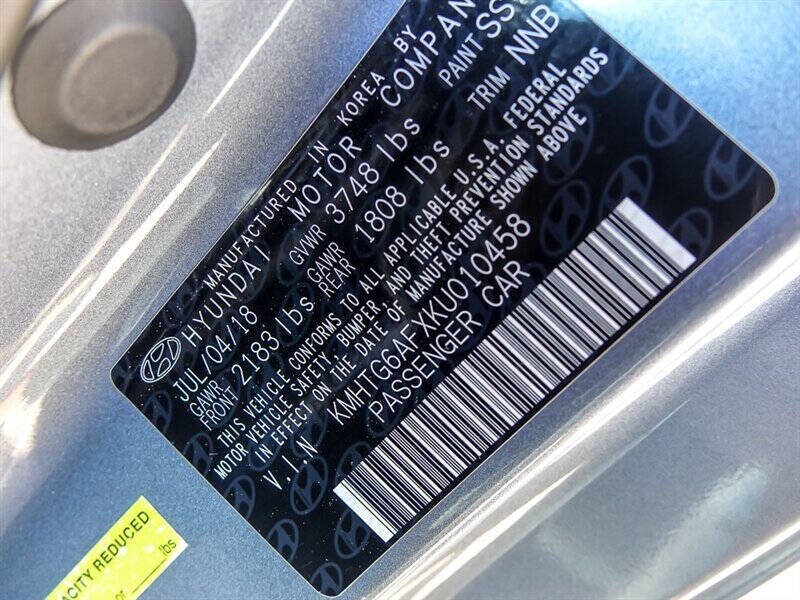 MANUFACTURED IN KOREA BY
HYUNDAI MOTOR COMPAN
JUL/04/18 GVWR 3748 lbs PAINT SS
GAWR FRONT 2183 lbs GAWR REAR 1808 lbs TRIM NNB
THIS VEHICLE CONFORMS TO ALL APPLICABLE U.S.A. FEDERAL
MOTOR VEHICLE SAFETY, BUMPER AND THEFT PREVENTION STANDARDS
IN EFFECT ON THE DATE OF MANUFACTURE SHOWN ABOVE
V.I.N KMHTG6AFXKU010458
PASSENGER CAR
ACITY REDUCED
OF lbs